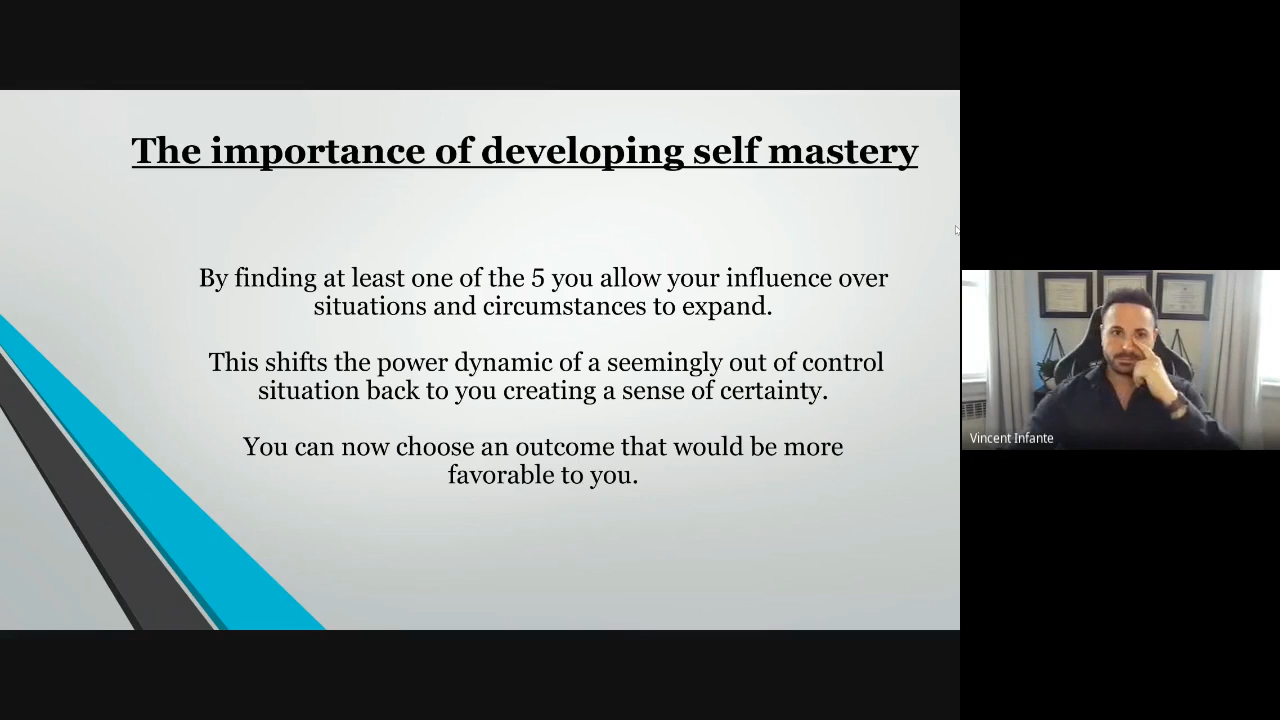 The importance of developing self mastery
By finding at least one of the 5 you allow your influence over
situations and circumstances to expand.
This shifts the power dynamic of a seemingly out of control
situation back to you creating a sense of certainty.
You can now choose an outcome that would be more
favorable to you.
Vincent Infante